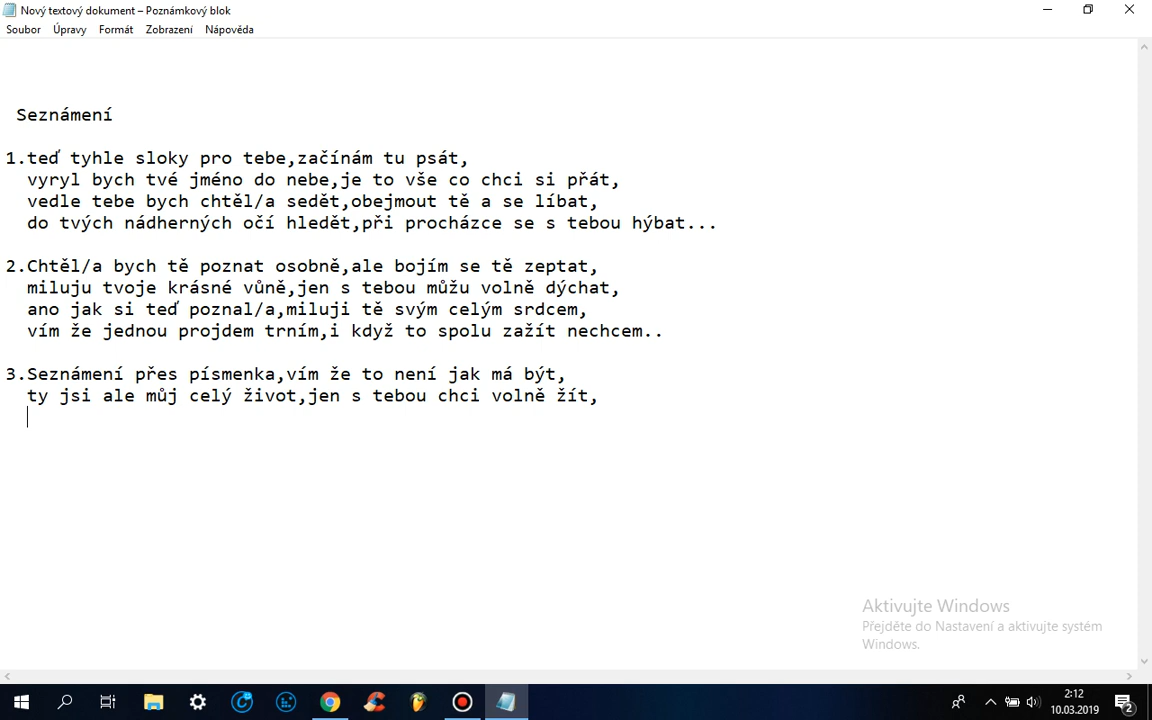 Nový textový dokument – Poznámkový blok
Soubor Úpravy Formát Zobrazení Nápověda
Seznámení
1.teď tyhle sloky pro tebe,začínám tu psát,
vyryl bych tvé jméno do nebe,je to vše co chci si přát,
vedle tebe bych chtěl/a sedět,obejmout tě a se líbat,
do tvých nádherných očí hledět,při procházce se s tebou hýbat...
2.Chtěl/a bych tě poznat osobně,ale bojím se tě zeptat,
miluju tvoje krásné vůně,jen s tebou můžu volně dýchat,
ano jak si teď poznal/a,miluji tě svým celým srdcem,
vím že jednou projdem trním,i když to spolu zažít nechcem..
3.Seznámení přes písmenka,vím že to není jak má být,
ty jsi ale můj celý život,jen s tebou chci volně žít,
Aktivujte Windows
Přejděte do Nastavení a aktivujte systém
Windows.
2:12
10.03.2019
2